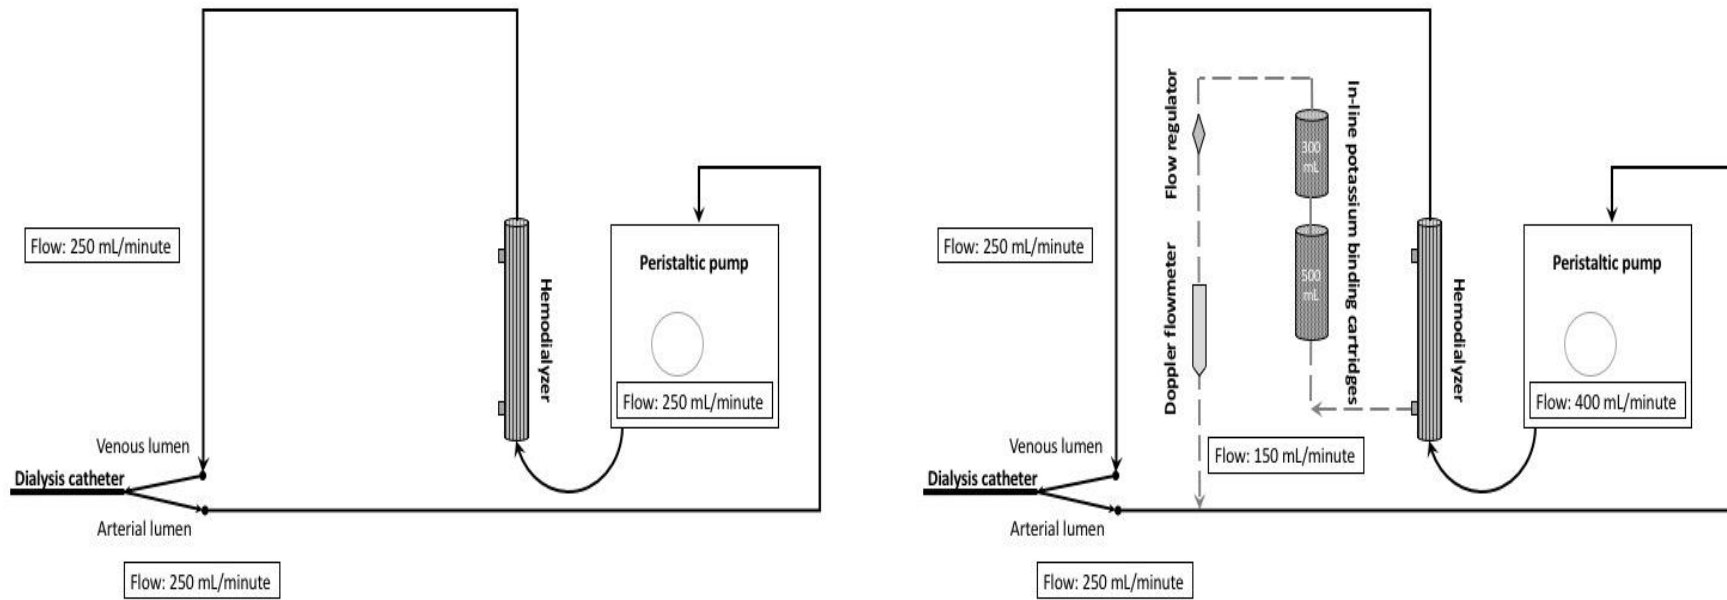 Flow: 250 mL/minute
Peristaltic pump
Hemodialyzer
Flow: 250 mL/minute
Venous lumen
Dialysis catheter
Arterial lumen
Flow: 250 mL/minute
Flow regulator
In-line potassium binding cartridges
300
mL
Flow: 250 mL/minute
Doppler flowmeter
500
mL
Peristaltic pump
Hemodialyzer
Flow: 400 mL/minute
Venous lumen
Flow: 150 mL/minute
Dialysis catheter
Arterial lumen
Flow: 250 mL/minute